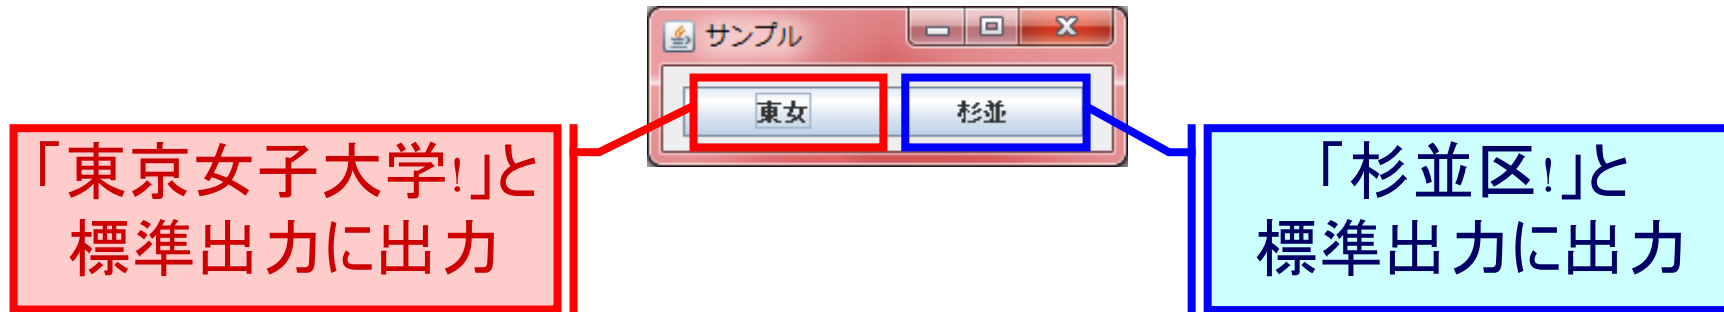 サンプル
東女
杉並
「東京女子大学!」と
標準出力に出力
「杉並区!」と
標準出力に出力